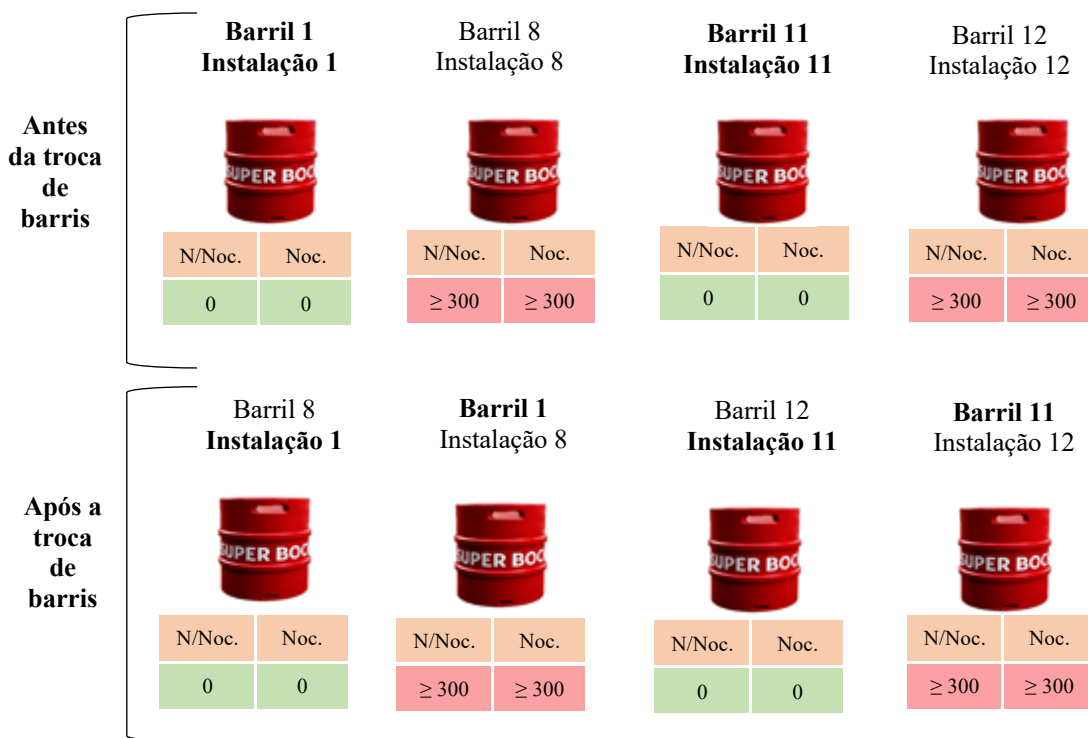 Antes
da troca
de
barris
Barril 1
Instalação 1
Barril 8
Instalação 8
Barril 11
Instalação 11
Barril 12
Instalação 12
SUPER BOC
SUPER BOC
SUPER BOC
SUPER BOC
N/Noc. Noc.
0 0
N/Noc. Noc.
≥ 300 ≥ 300
N/Noc. Noc.
0 0
N/Noc. Noc.
≥ 300 ≥ 300
Após a
troca
de
barris
Barril 8
Instalação 1
Barril 1
Instalação 8
Barril 12
Instalação 11
Barril 11
Instalação 12
SUPER BOC
SUPER BOC
SUPER BOC
SUPER BOC
N/Noc. Noc.
0 0
N/Noc. Noc.
≥ 300 ≥ 300
N/Noc. Noc.
0 0
N/Noc. Noc.
≥ 300 ≥ 300